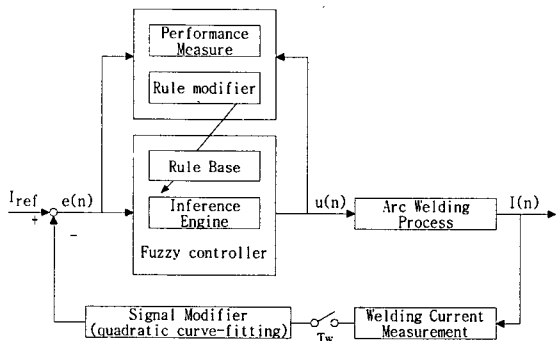 Performance
Measure
Rule modifier
Rule Base
Inference
Engine
Fuzzy controller
Iref
+
-
e(n)
u(n)
Arc Welding
Process
I(n)
Signal Modifier
(quadratic curve-fitting)
Tw
Welding Current
Measurement